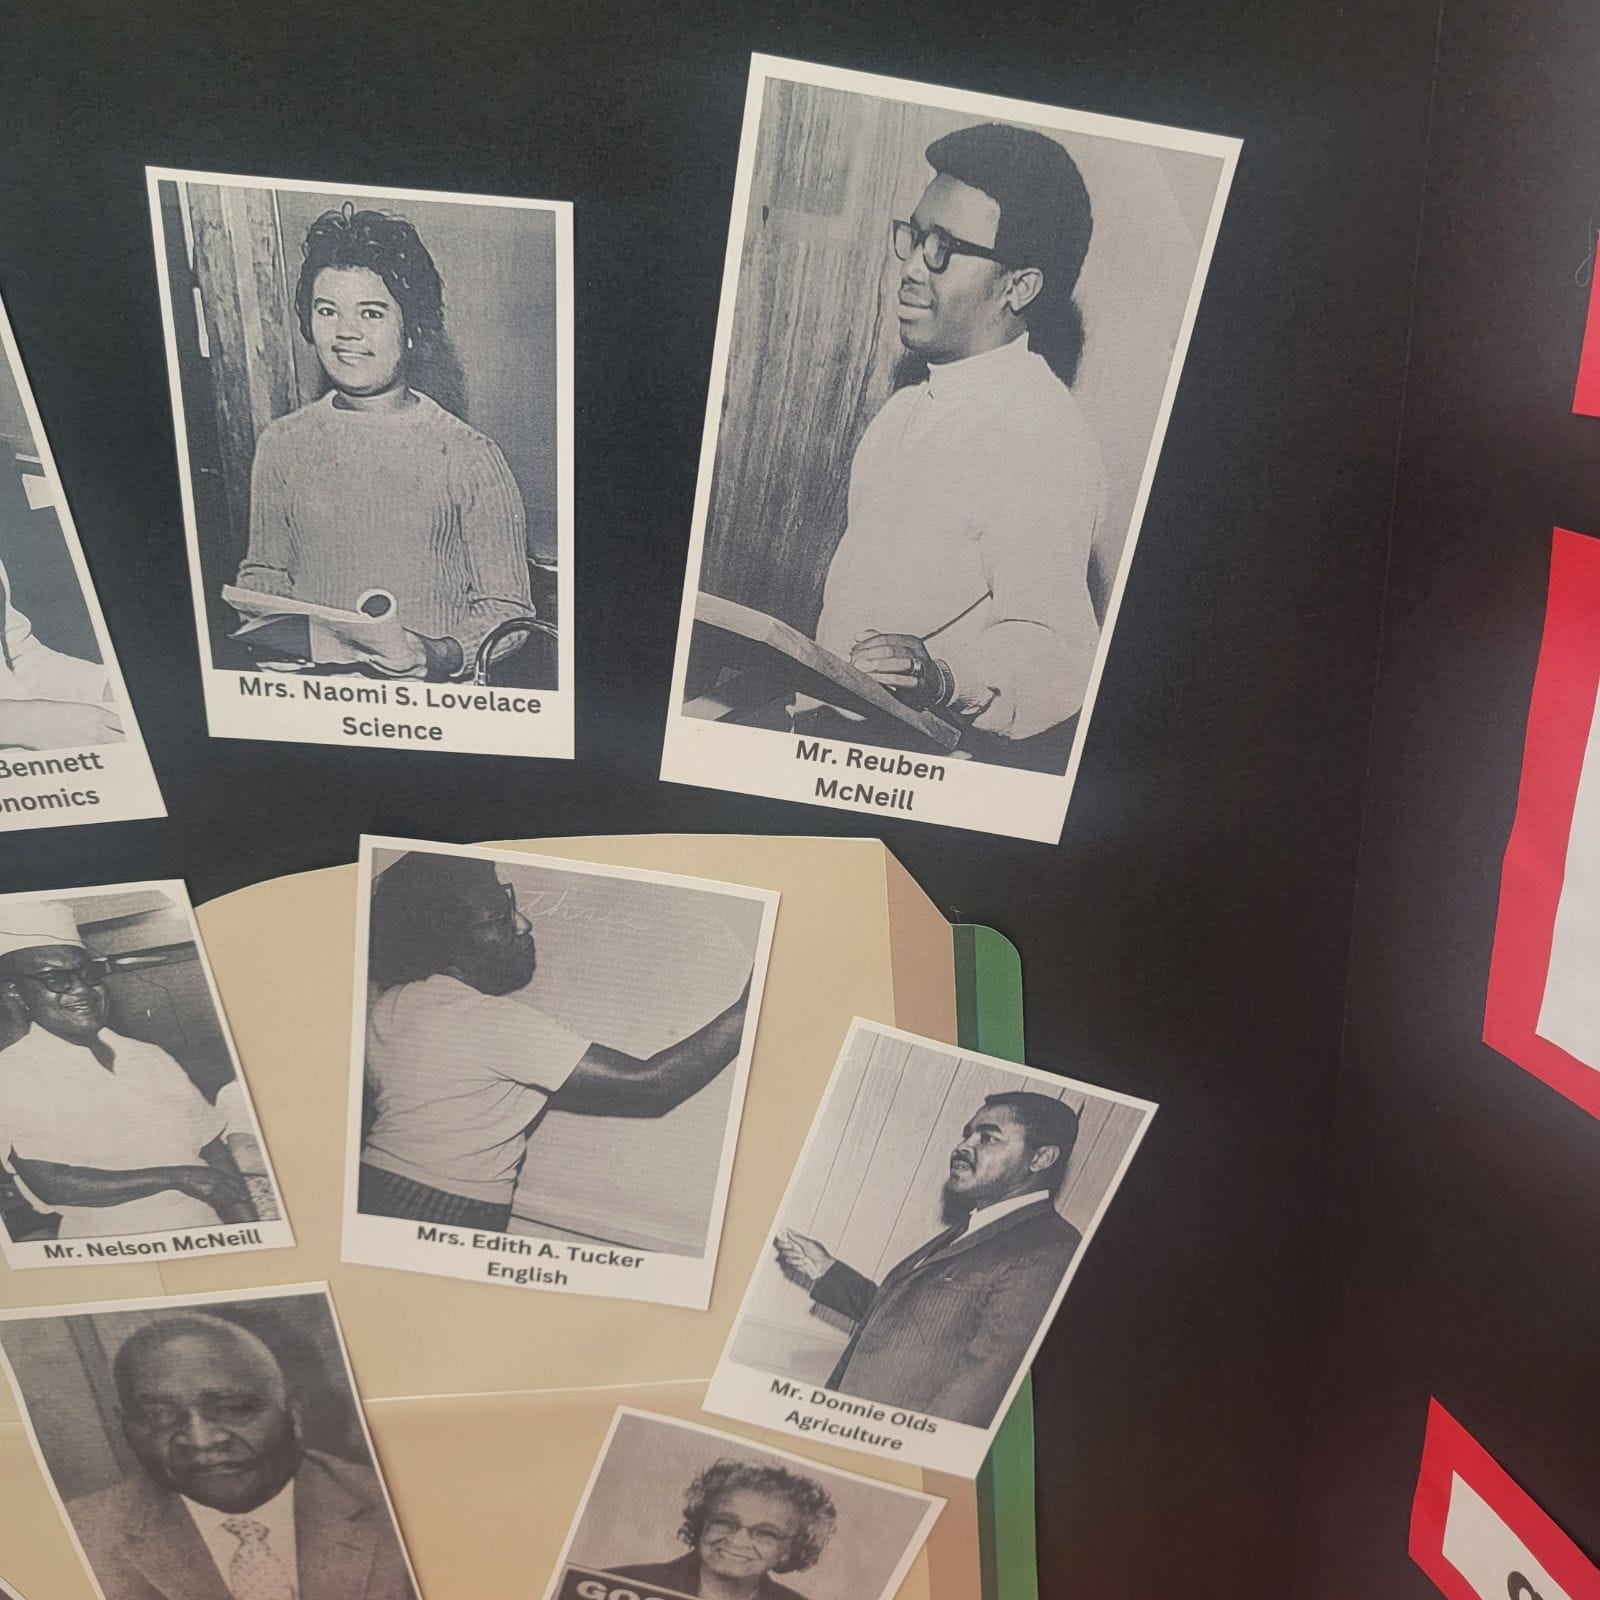 Mrs. Naomi S. Lovelace
Science
Mr. Reuben
McNeill
Bennett
onomics
Mr. Nelson McNeill
Mrs. Edith A. Tucker
English
Mr. Donnie Olds
Agriculture